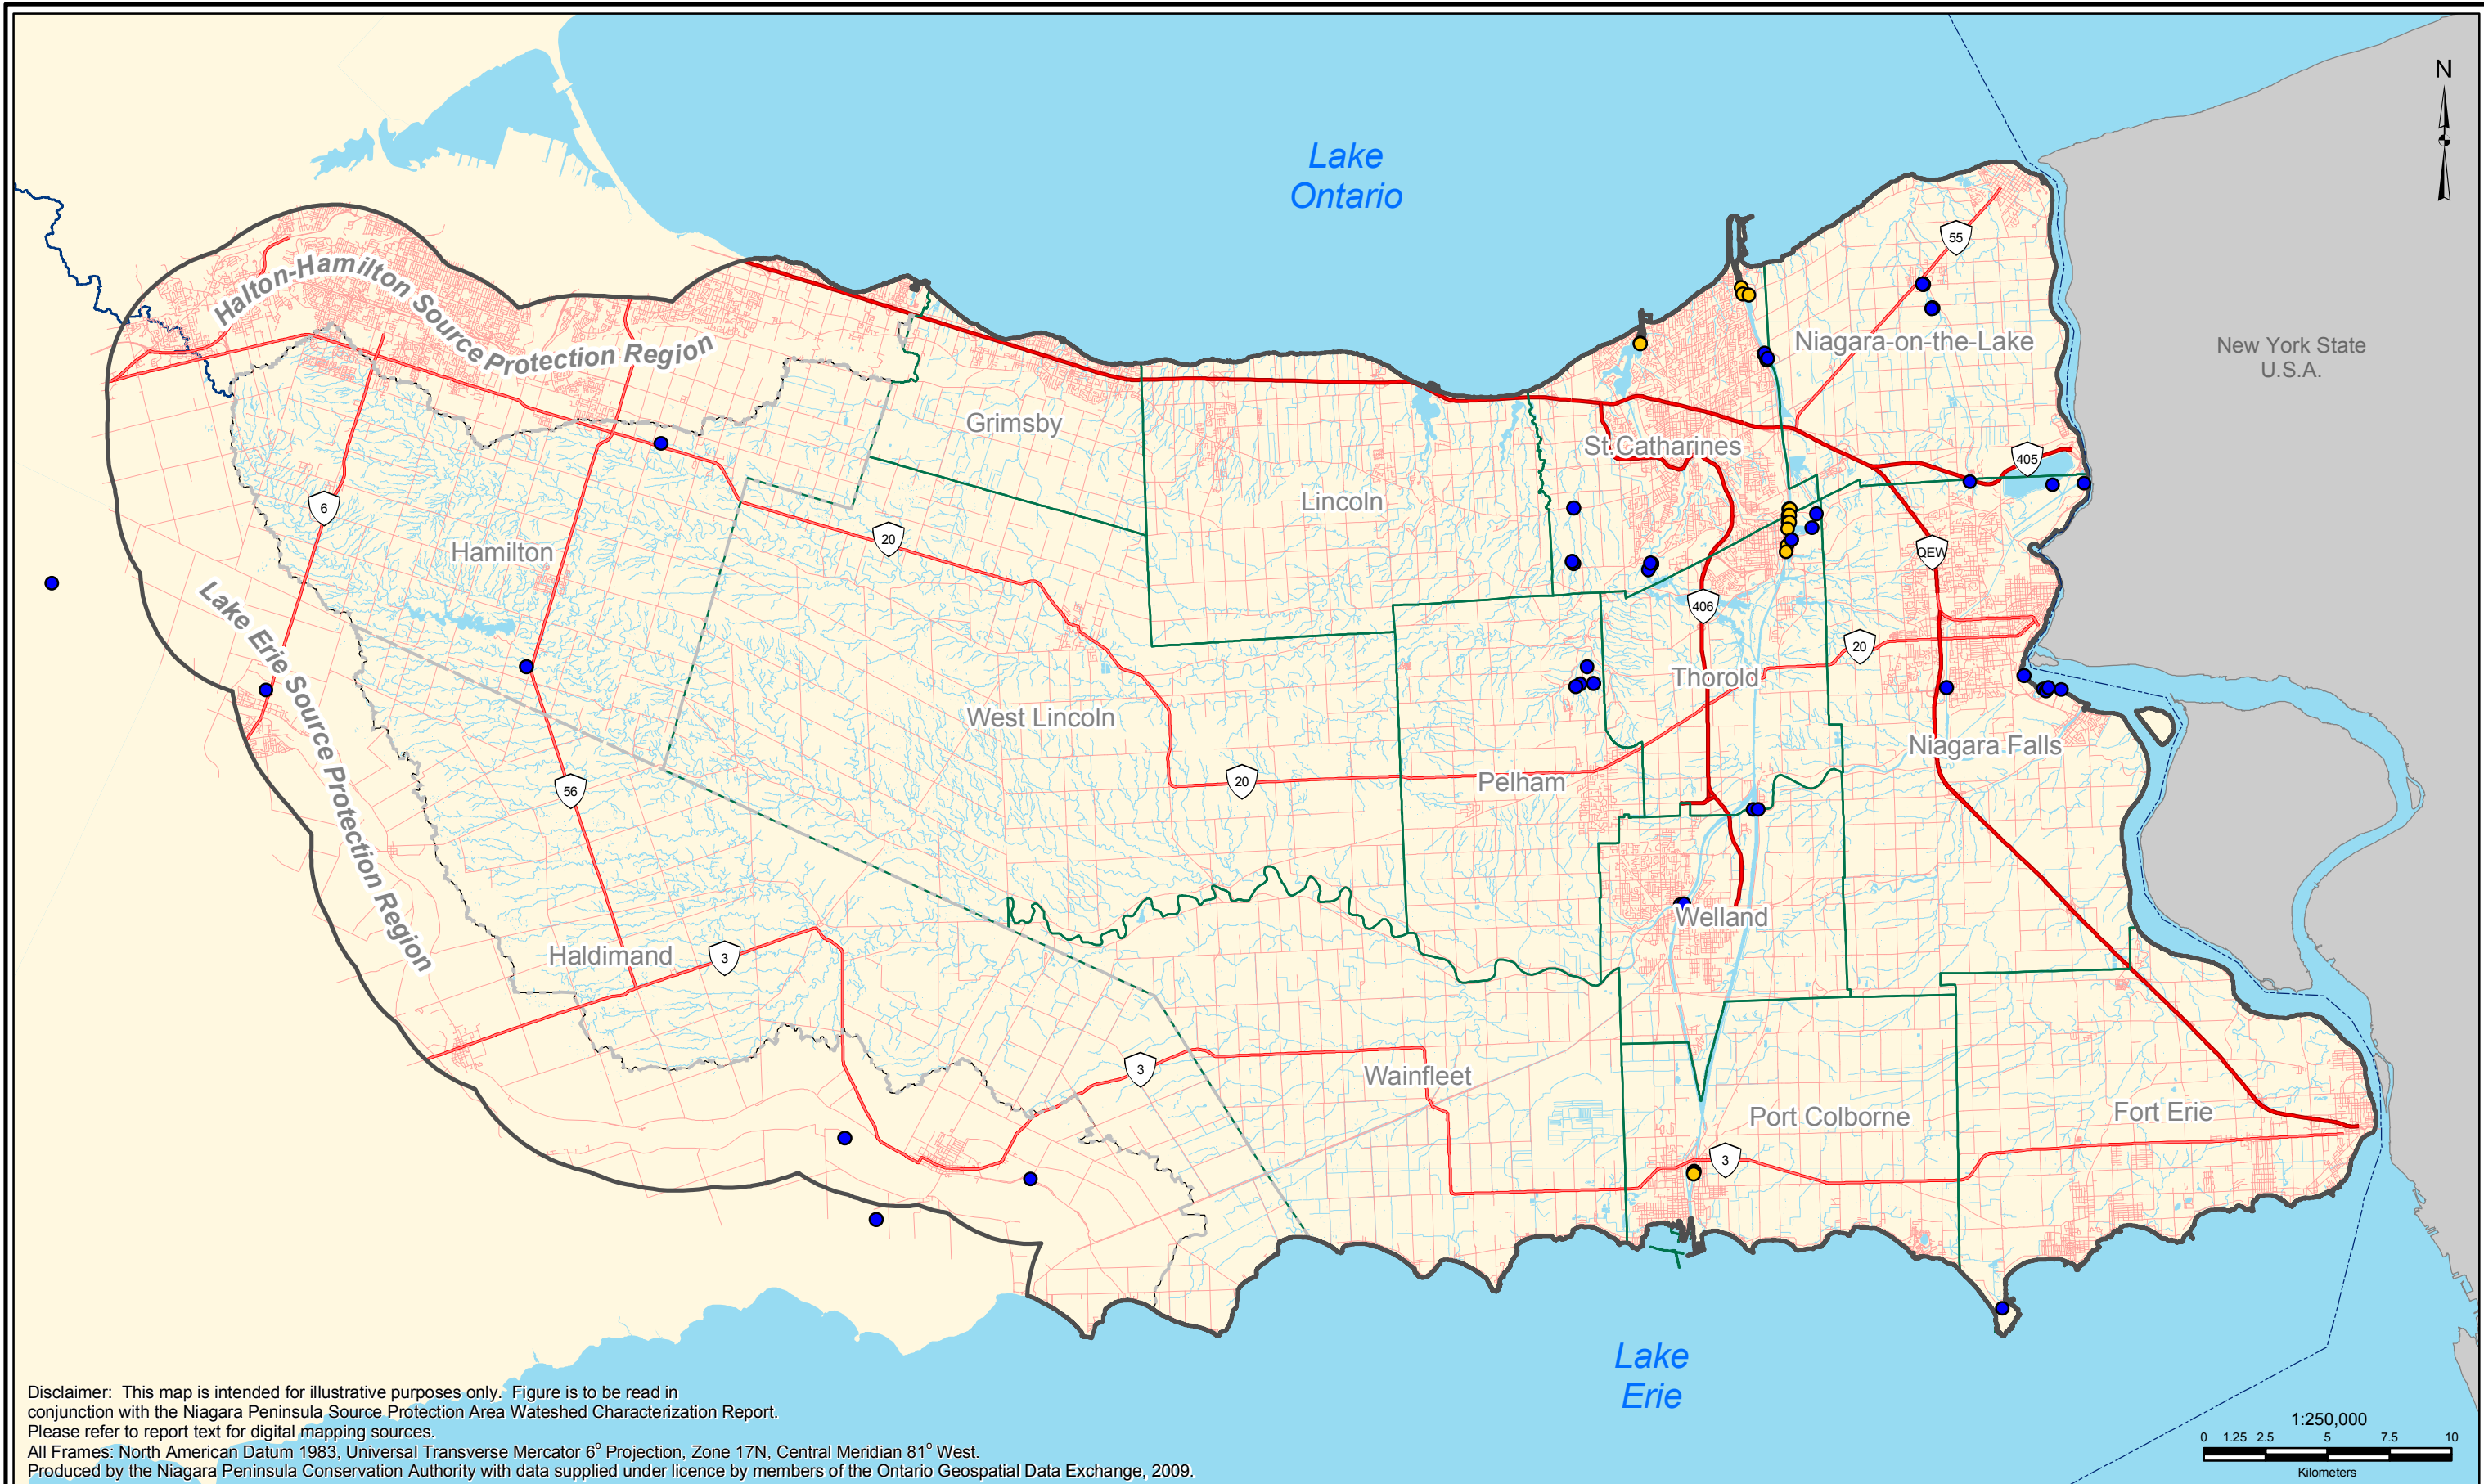 Lake
Ontario
N
55
Halton-Hamilton Source Protection Region
Niagara-on-the-Lake
New York State
U.S.A.
Grimsby
St.Catharines
405
Lincoln
6
20
Hamilton
QEW
406
Lake Erie Source Protection Region
20
Thorold
West Lincoln
Niagara Falls
20
Pelham
56
Welland
Haldimand
3
3
Wainfleet
Port Colborne
Fort Erie
3
Lake
Erie
Disclaimer: This map is intended for illustrative purposes only. Figure is to be read in
conjunction with the Niagara Peninsula Source Protection Area Wateshed Characterization Report.
Please refer to report text for digital mapping sources.
All Frames: North American Datum 1983, Universal Transverse Mercator 6° Projection, Zone 17N, Central Meridian 81° West.
Produced by the Niagara Peninsula Conservation Authority with data supplied under licence by members of the Ontario Geospatial Data Exchange, 2009.
1:250,000
0 1.25 2.5 5 7.5 10
Kilometers